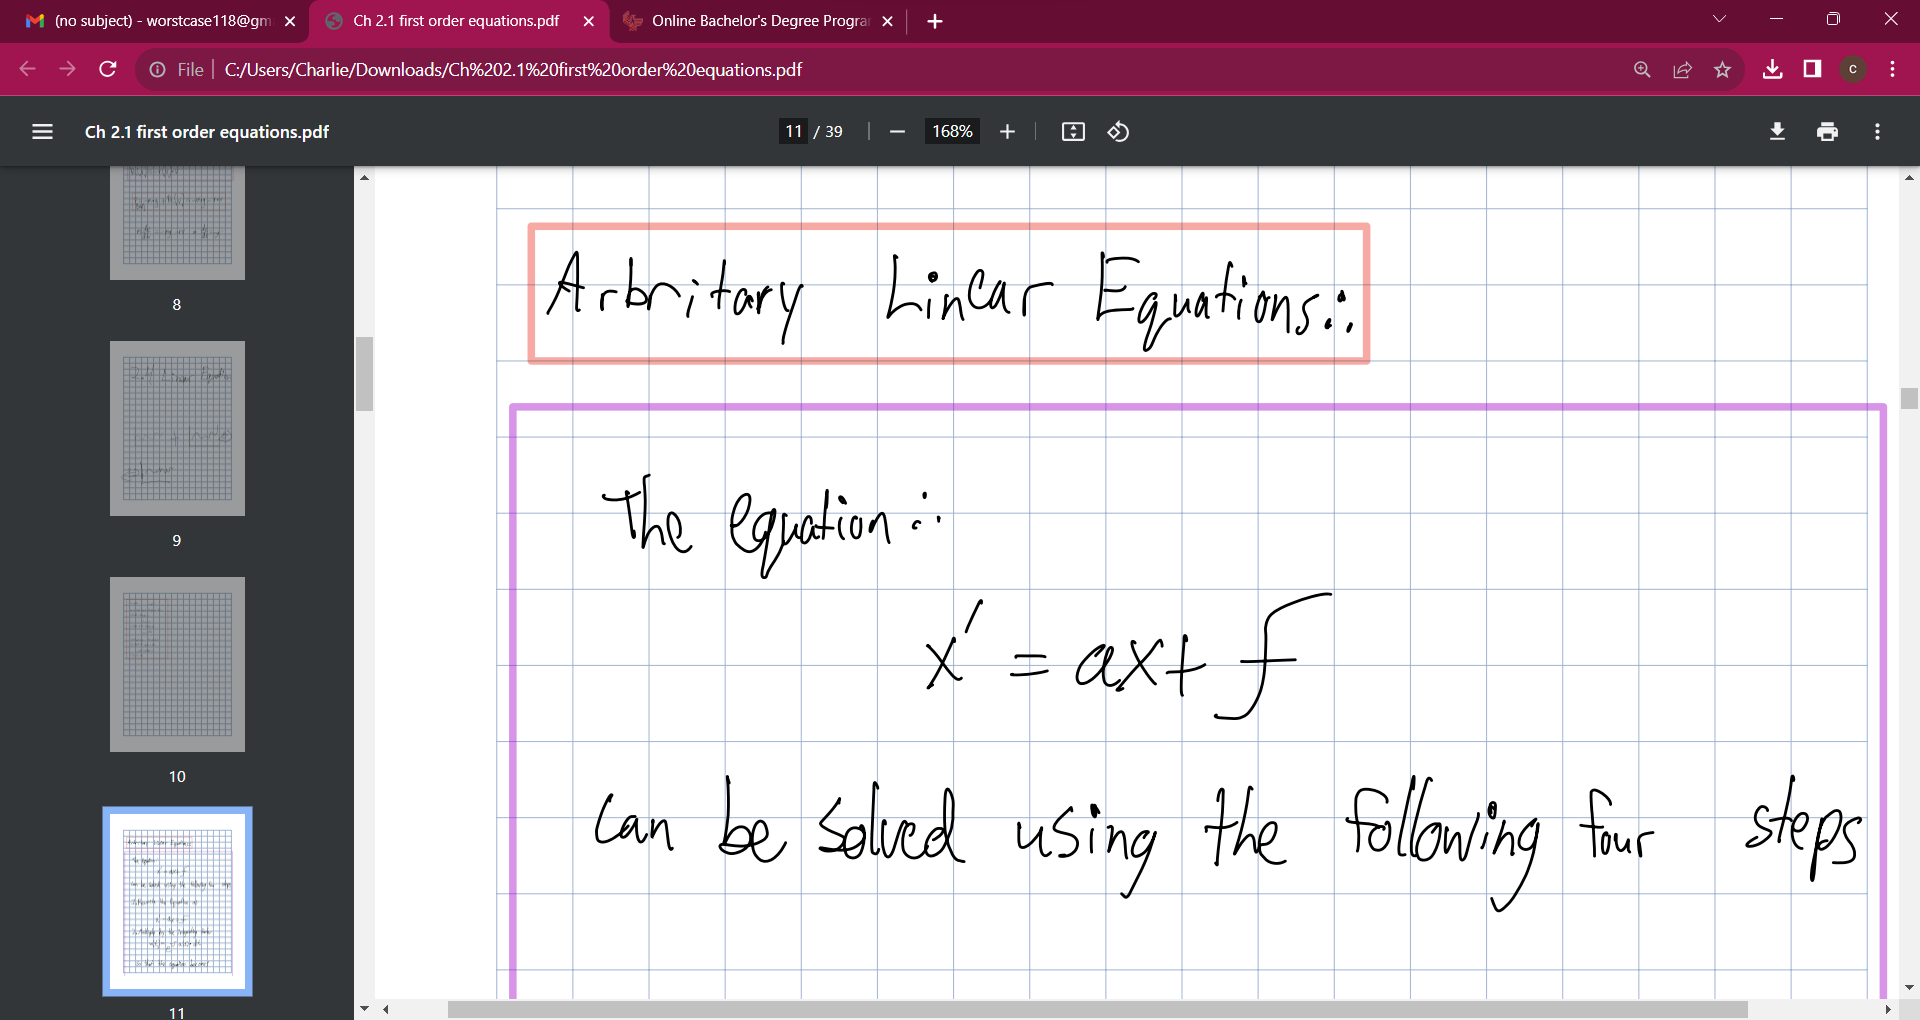 (no subject) - worstcase118@gm
Ch 2.1 first order equations.pdf
Online Bachelor's Degree Progra
File
C:/Users/Charlie/Downloads/Ch%202.1%20first%20order%20equations.pdf
c
Ch 2.1 first order equations.pdf
11 / 39
168%
8
9
10
11
Arbritary Linear Equations∴
The equation∴
x' = ax + f
can be solved using the following four steps